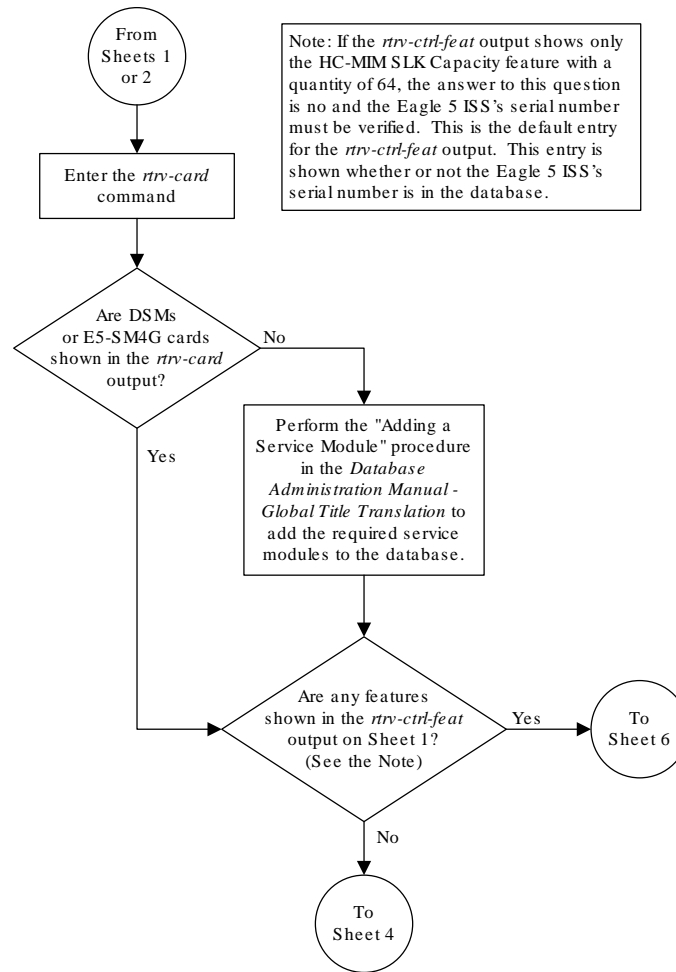 From
Sheets 1
or 2
Note: If the rtrv-ctrl-feat output shows only
the HC-MIM SLK Capacity feature with a
quantity of 64, the answer to this question
is no and the Eagle 5 ISS's serial number
must be verified. This is the default entry
for the rtrv-ctrl-feat output. This entry is
shown whether or not the Eagle 5 ISS's
serial number is in the database.
Enter the rtrv-card
command
Are DSMs
or E5-SM4G cards
shown in the rtrv-card
output?
No
Yes
Perform the "Adding a
Service Module" procedure
in the Database
Administration Manual -
Global Title Translation to
add the required service
modules to the database.
Are any features
shown in the rtrv-ctrl-feat
output on Sheet 1?
(See the Note)
Yes
To
Sheet 6
No
To
Sheet 4